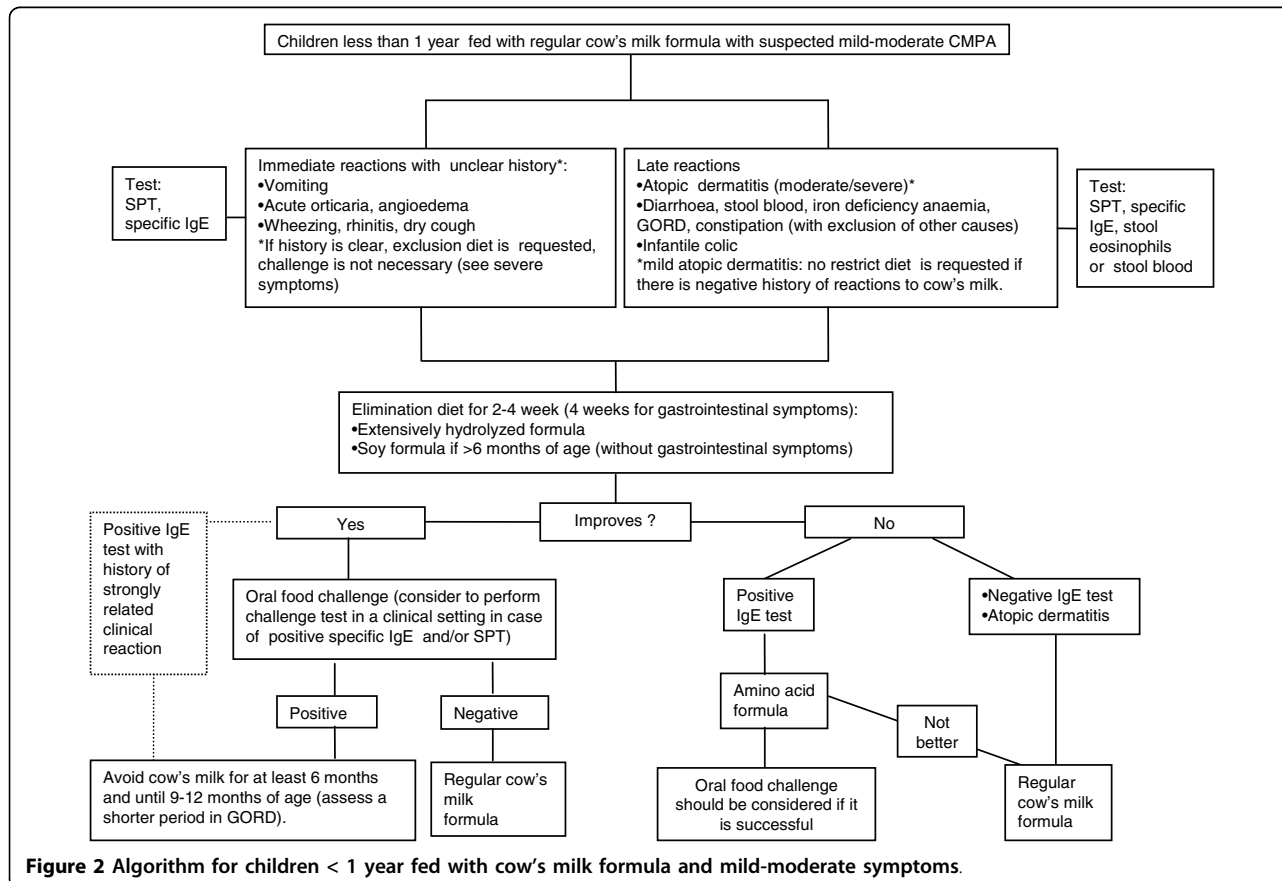 Children less than 1 year fed with regular cow's milk formula with suspected mild-moderate CMPA
Test:
SPT,
specific IgE
Immediate reactions with unclear history*:
•Vomiting
•Acute orticaria, angioedema
•Wheezing, rhinitis, dry cough
*If history is clear, exclusion diet is requested,
challenge is not necessary (see severe
symptoms)
Late reactions
•Atopic dermatitis (moderate/severe)*
•Diarrhoea, stool blood, iron deficiency anaemia,
GORD, constipation (with exclusion of other causes)
•Infantile colic
*mild atopic dermatitis: no restrict diet is requested if
there is negative history of reactions to cow's milk.
Test:
SPT, specific
IgE, stool
eosinophils
or stool blood
Elimination diet for 2-4 week (4 weeks for gastrointestinal symptoms):
•Extensively hydrolyzed formula
•Soy formula if >6 months of age (without gastrointestinal symptoms)
Improves ?
Yes
No
Positive IgE
test with
history of
strongly
related
clinical
reaction
Oral food challenge (consider to perform
challenge test in a clinical setting in case
of positive specific IgE and/or SPT)
Positive
IgE test
•Negative IgE test
•Atopic dermatitis
Positive
Negative
Amino acid
formula
Not
better
Avoid cow's milk for at least 6 months
and until 9-12 months of age (assess a
shorter period in GORD).
Regular cow's
milk
formula
Oral food challenge
should be considered if it
is successful
Regular
cow's milk
formula
Figure 2 Algorithm for children < 1 year fed with cow's milk formula and mild-moderate symptoms.